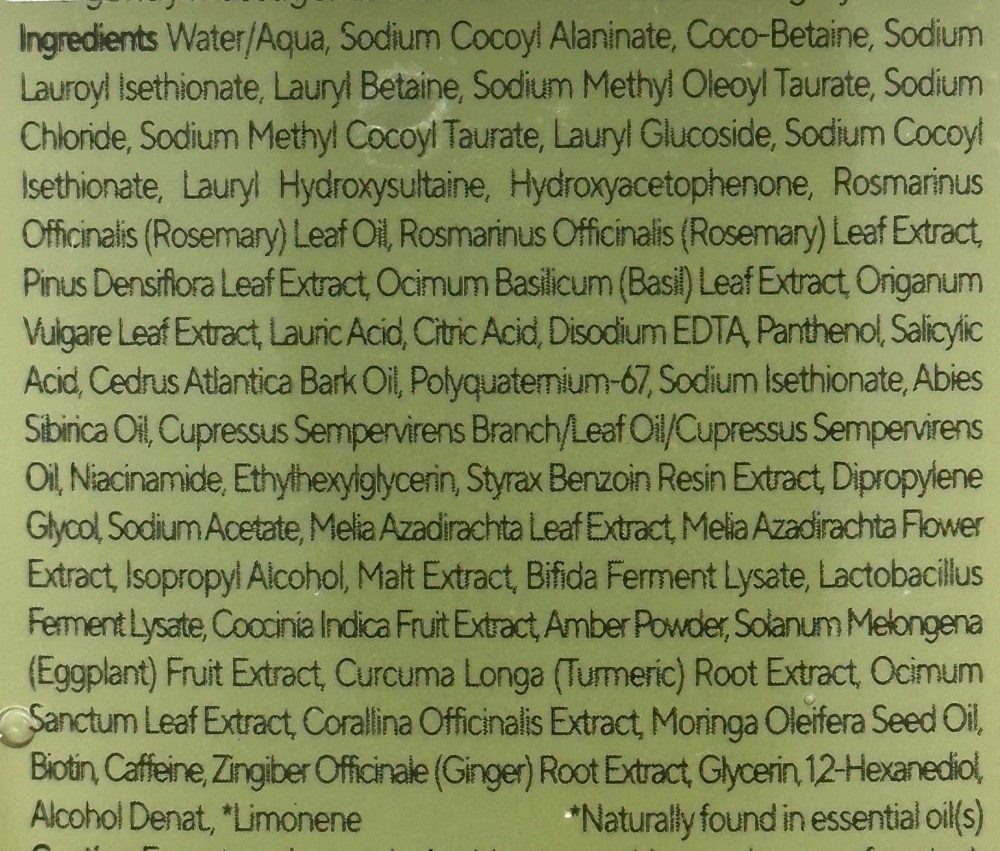 Ingredients Water/Aqua, Sodium Cocoyl Alaninate, Coco-Betaine, Sodium
Lauroyl Isethionate, Lauryl Betaine, Sodium Methyl Oleoyl Taurate, Sodium
Chloride, Sodium Methyl Cocoyl Taurate, Lauryl Glucoside, Sodium Cocoyl
Isethionate, Lauryl Hydroxysultaine, Hydroxyacetophenone, Rosmarinus
Officinalis (Rosemary) Leaf Oil, Rosmarinus Officinalis (Rosemary) Leaf Extract,
Pinus Densiflora Leaf Extract, Ocimum Basilicum (Basil) Leaf Extract, Origanum
Vulgare Leaf Extract, Lauric Acid, Citric Acid, Disodium EDTA, Panthenol, Salicylic
Acid, Cedrus Atlantica Bark Oil, Polyquaternium-67, Sodium Isethionate, Abies
Sibirica Oil, Cupressus Sempervirens Branch/Leaf Oil/Cupressus Sempervirens
Oil, Niacinamide, Ethylhexylglycerin, Styrax Benzoin Resin Extract, Dipropylene
Glycol, Sodium Acetate, Melia Azadirachta Leaf Extract, Melia Azadirachta Flower
Extract, Isopropyl Alcohol, Malt Extract, Bifida Ferment Lysate, Lactobacillus
Ferment Lysate, Coccinia Indica Fruit Extract, Amber Powder, Solanum Melongena
(Eggplant) Fruit Extract, Curcuma Longa (Turmeric) Root Extract, Ocimum
Sanctum Leaf Extract, Corallina Officinalis Extract, Moringa Oleifera Seed Oil,
Biotin, Caffeine, Zingiber Officinale (Ginger) Root Extract, Glycerin, 1,2-Hexanediol,
Alcohol Denat., *Limonene *Naturally found in essential oil(s)